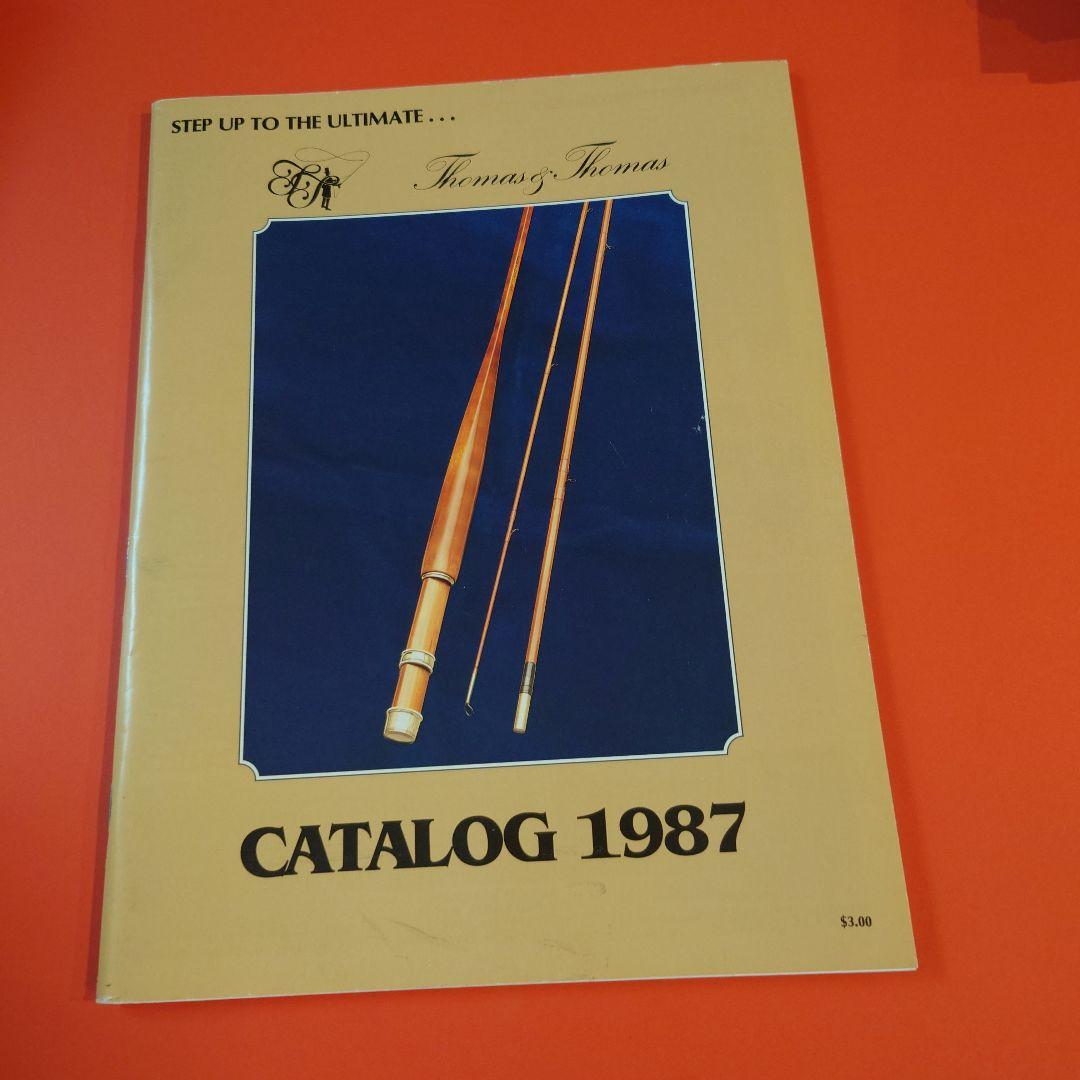 STEP UP TO THE ULTIMATE . . .
Thomas & Thomas
CATALOG 1987
$3.00